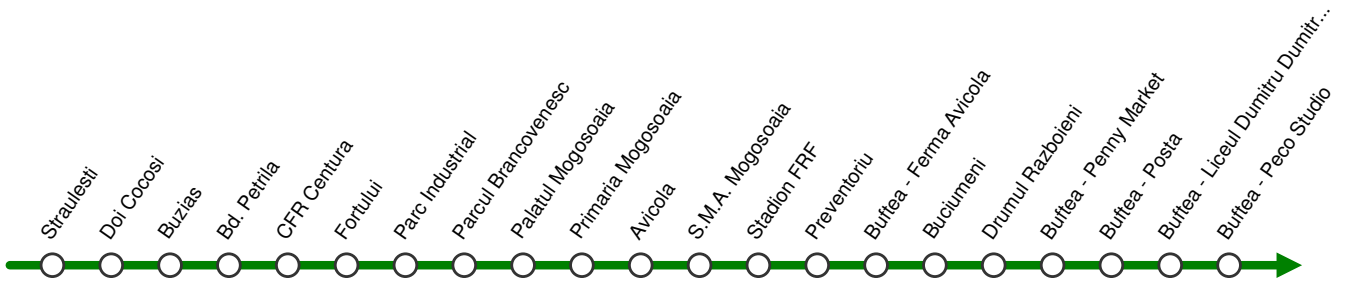 Straulesti
Doi Cocosi
Buzias
Bd. Petrila
CFR Centura
Fortului
Parc Industrial
Parcul Brancovenesc
Palatul Mogosoaia
Primaria Mogosoaia
Avicola
S.M.A. Mogosoaia
Stadion FRF
Preventoriu
Buftea - Ferma Avicola
Buciumeni
Drumul Razboieni
Buftea - Penny Market
Buftea - Posta
Buftea - Liceul Dumitru Dumitr...
Buftea - Peco Studio